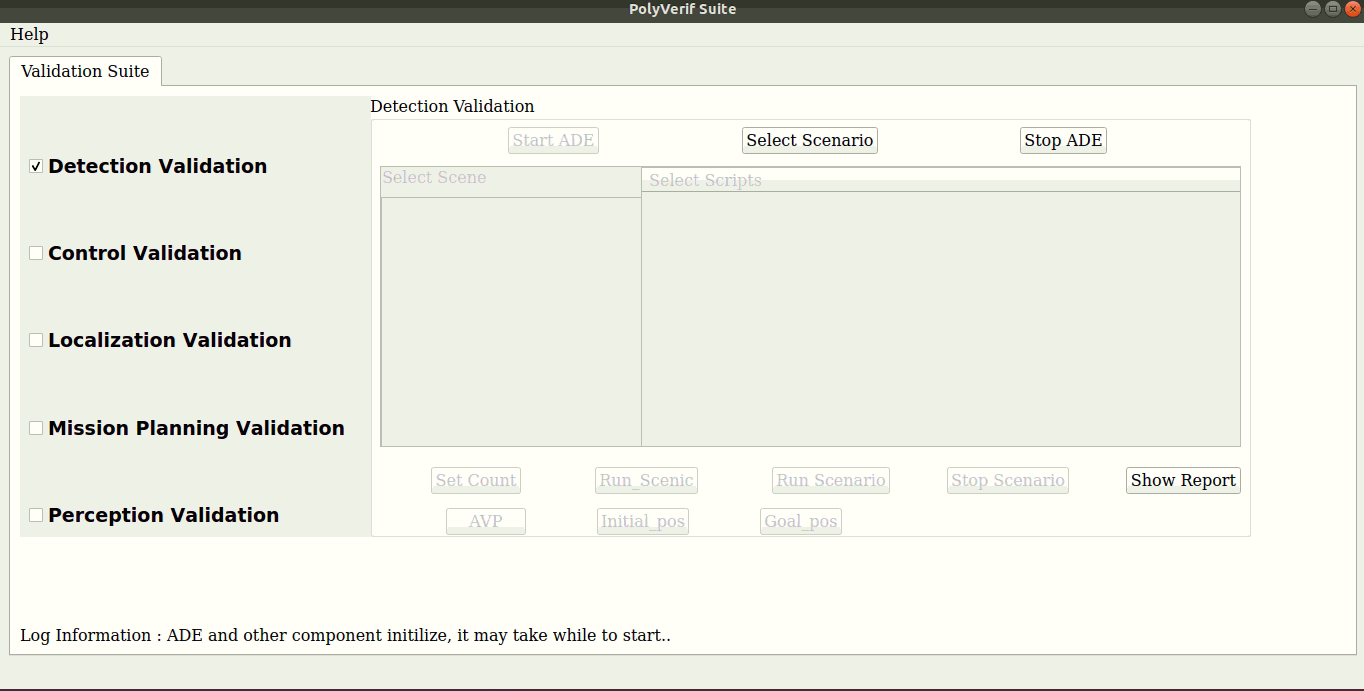 PolyVerif Suite
Help
Validation Suite
Detection Validation
Start ADE
Select Scenario
Stop ADE
Detection Validation
Select Scene
Select Scripts
Control Validation
Localization Validation
Mission Planning Validation
Set Count
Run_Scenic
Run Scenario
Stop Scenario
Show Report
Perception Validation
AVP
Initial_pos
Goal_pos
Log Information : ADE and other component initilize, it may take while to start..